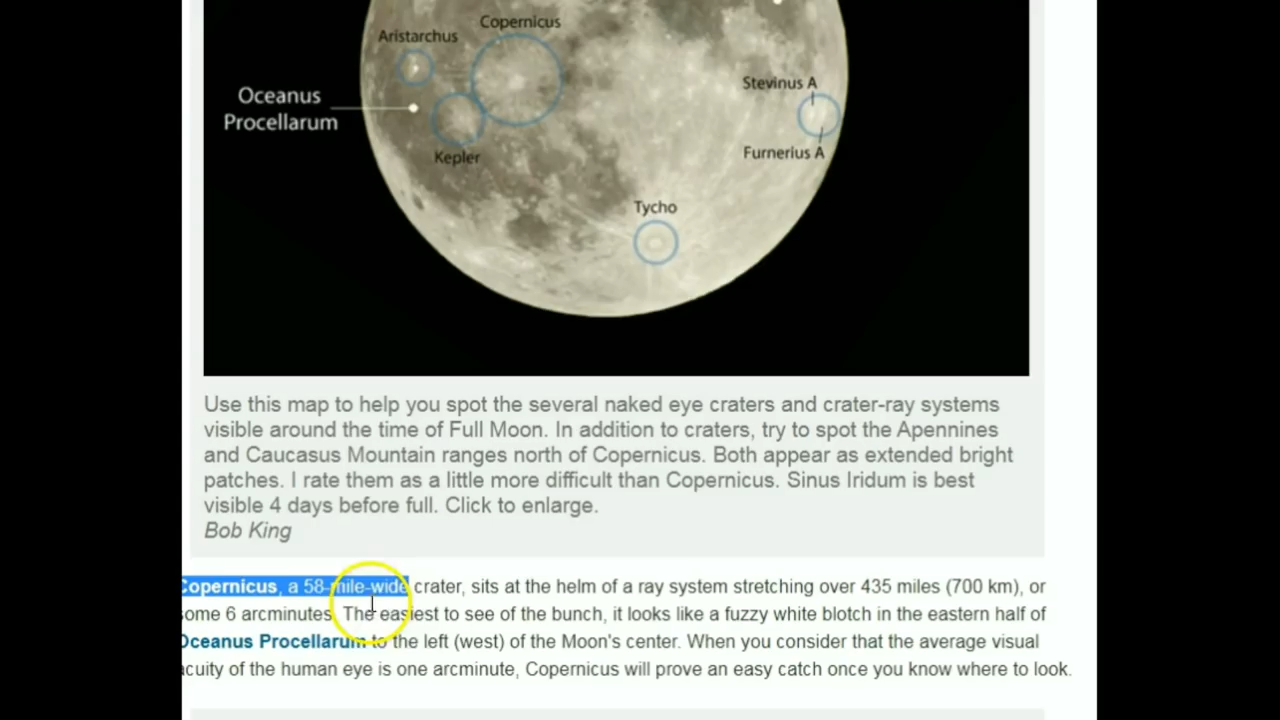 Copernicus
Aristarchus
Stevinus A
Oceanus
Procellarum
Kepler
Furnerius A
Tycho
Use this map to help you spot the several naked eye craters and crater-ray systems
visible around the time of Full Moon. In addition to craters, try to spot the Apennines
and Caucasus Mountain ranges north of Copernicus. Both appear as extended bright
patches. I rate them as a little more difficult than Copernicus. Sinus Iridum is best
visible 4 days before full. Click to enlarge.
Bob King
Copernicus, a 58-mile-wide crater, sits at the helm of a ray system stretching over 435 miles (700 km), or
some 6 arcminutes. The easiest to see of the bunch, it looks like a fuzzy white blotch in the eastern half of
Oceanus Procellarum to the left (west) of the Moon's center. When you consider that the average visual
acuity of the human eye is one arcminute, Copernicus will prove an easy catch once you know where to look.